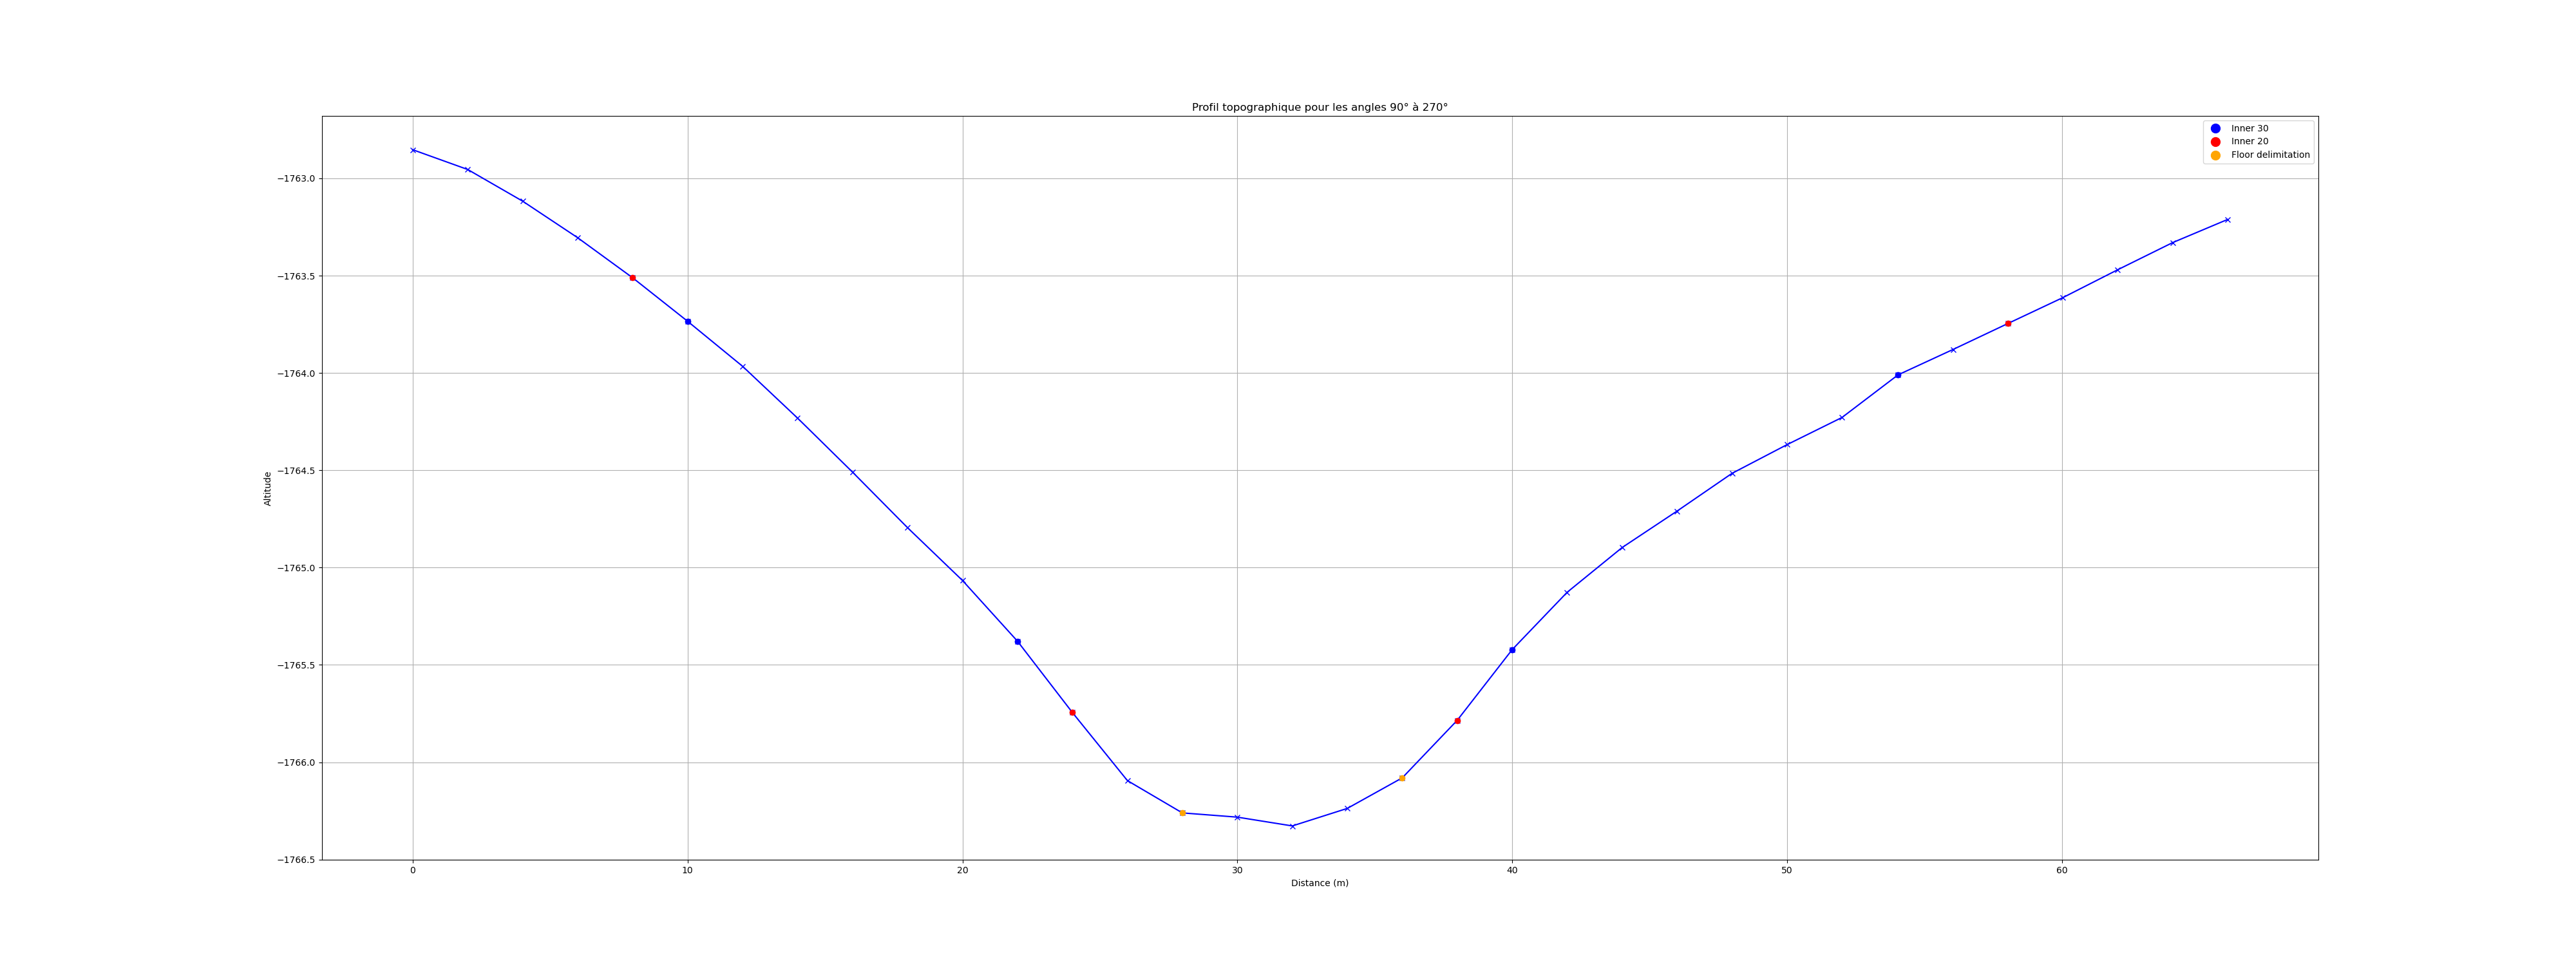 Profil topographique pour les angles 90° à 270°
Inner 30
Inner 20
Floor delimitation
−1763.0
−1763.5
−1764.0
−1764.5
−1765.0
−1765.5
−1766.0
−1766.5
Altitude
0 10 20 30 40 50 60
Distance (m)